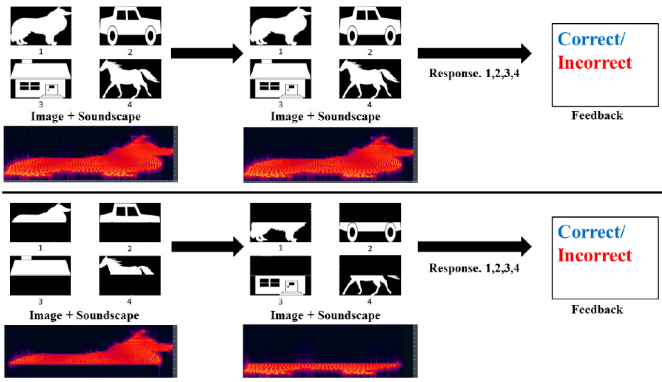 1
2
3
4
Image + Soundscape
1
2
3
4
Image + Soundscape
Response. 1,2,3,4
Correct/
Incorrect
Feedback
1
2
3
4
Image + Soundscape
1
2
3
4
Image + Soundscape
Response. 1,2,3,4
Correct/
Incorrect
Feedback